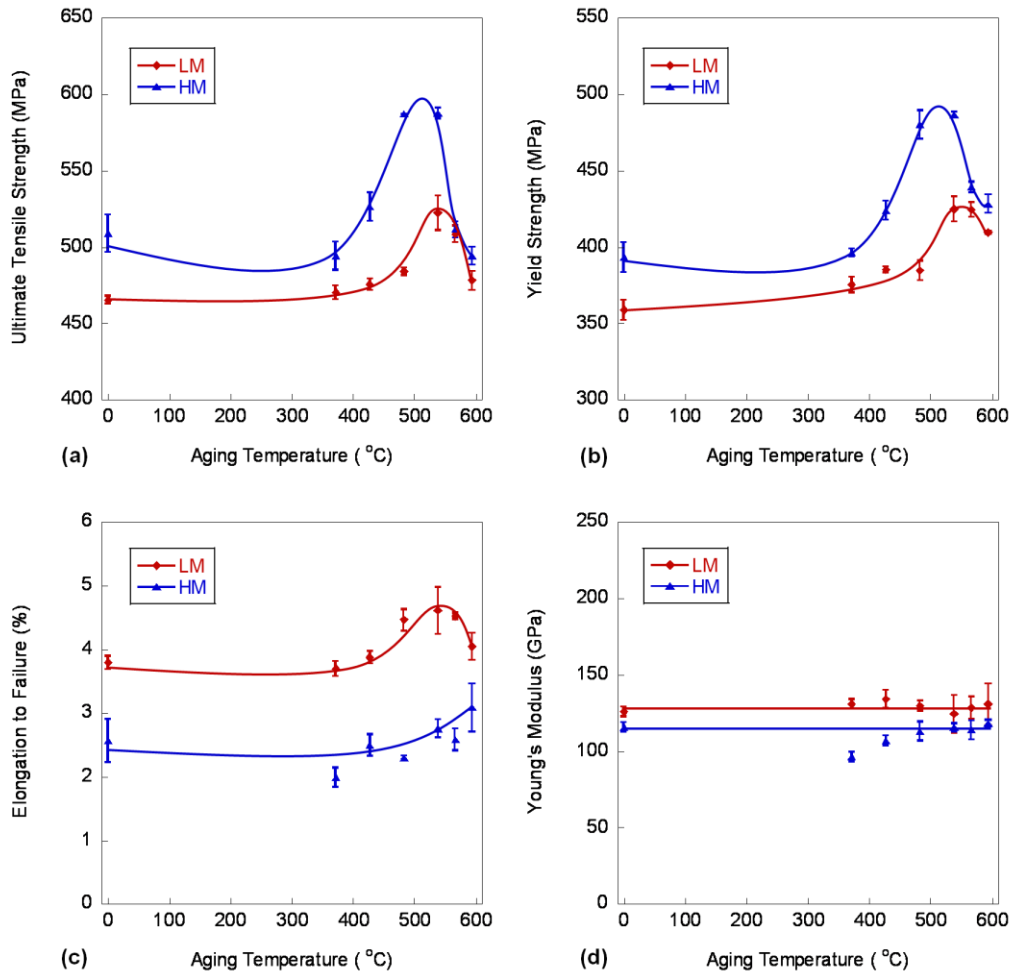 650
600
550
500
450
400
Ultimate Tensile Strength (MPa)
LM
HM
0 100 200 300 400 500 600
(a) Aging Temperature ( °C)
550
500
450
400
350
300
Yield Strength (MPa)
LM
HM
0 100 200 300 400 500 600
(b) Aging Temperature ( °C)
6
5
4
3
2
1
0
Elongation to Failure (%)
LM
HM
0 100 200 300 400 500 600
(c) Aging Temperature ( °C)
250
200
150
100
50
0
Young's Modulus (GPa)
LM
HM
0 100 200 300 400 500 600
(d) Aging Temperature ( °C)